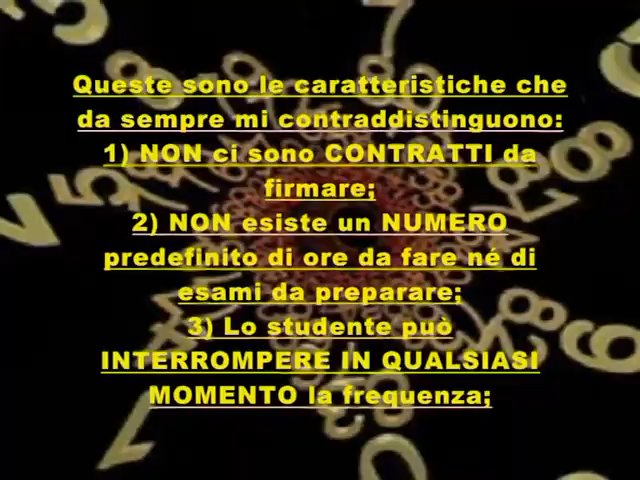 Queste sono le caratteristiche che
da sempre mi contraddistinguono:
1) NON ci sono CONTRATTI da
firmare;
2) NON esiste un NUMERO
predefinito di ore da fare né di
esami da preparare;
3) Lo studente può
INTERROMPERE IN QUALSIASI
MOMENTO la frequenza;